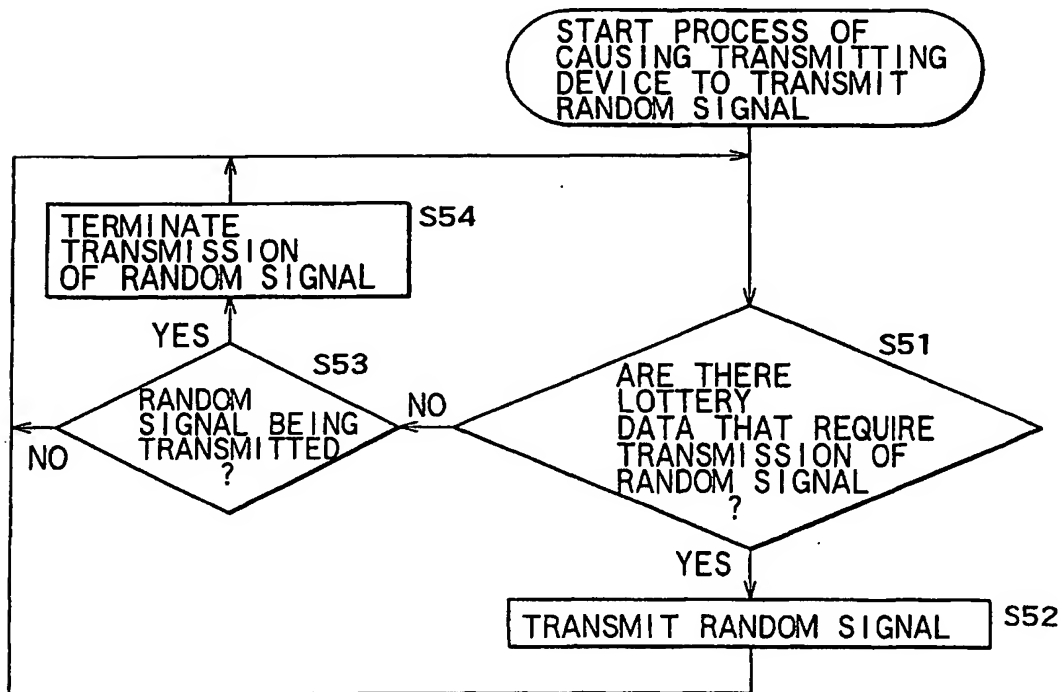 START PROCESS OF
CAUSING TRANSMITTING
DEVICE TO TRANSMIT
RANDOM SIGNAL
S54
TERMINATE
TRANSMISSION
OF RANDOM SIGNAL
YES
S53
RANDOM
SIGNAL BEING
TRANSMITTED
?
NO
NO
S51
ARE THERE
LOTTERY
DATA THAT REQUIRE
TRANSMISSION OF
RANDOM SIGNAL
?
YES
S52
TRANSMIT RANDOM SIGNAL